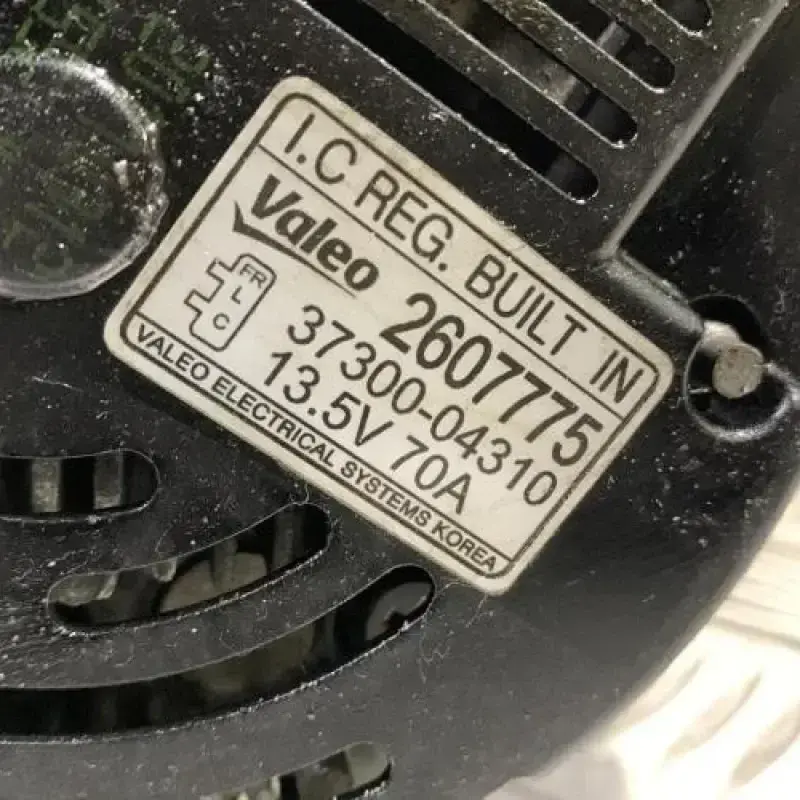 I.C REG. BUILT IN
Valeo 2607775
FR
L
C
37300-04310
13.5V 70A
VALEO ELECTRICAL SYSTEMS KOREA